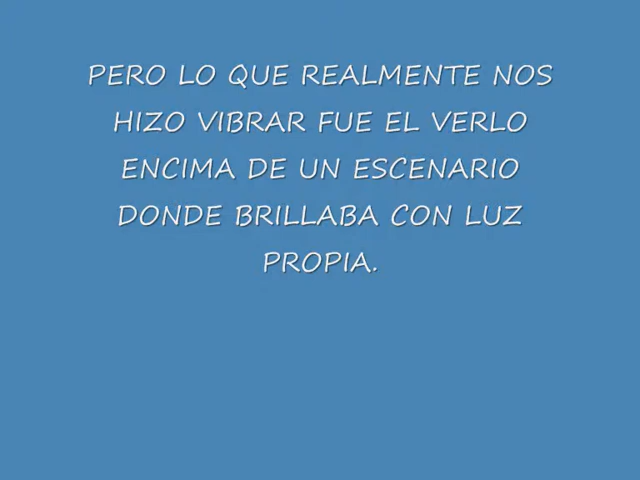 PERO LO QUE REALMENTE NOS
HIZO VIBRAR FUE EL VERLO
ENCIMA DE UN ESCENARIO
DONDE BRILLABA CON LUZ
PROPIA.